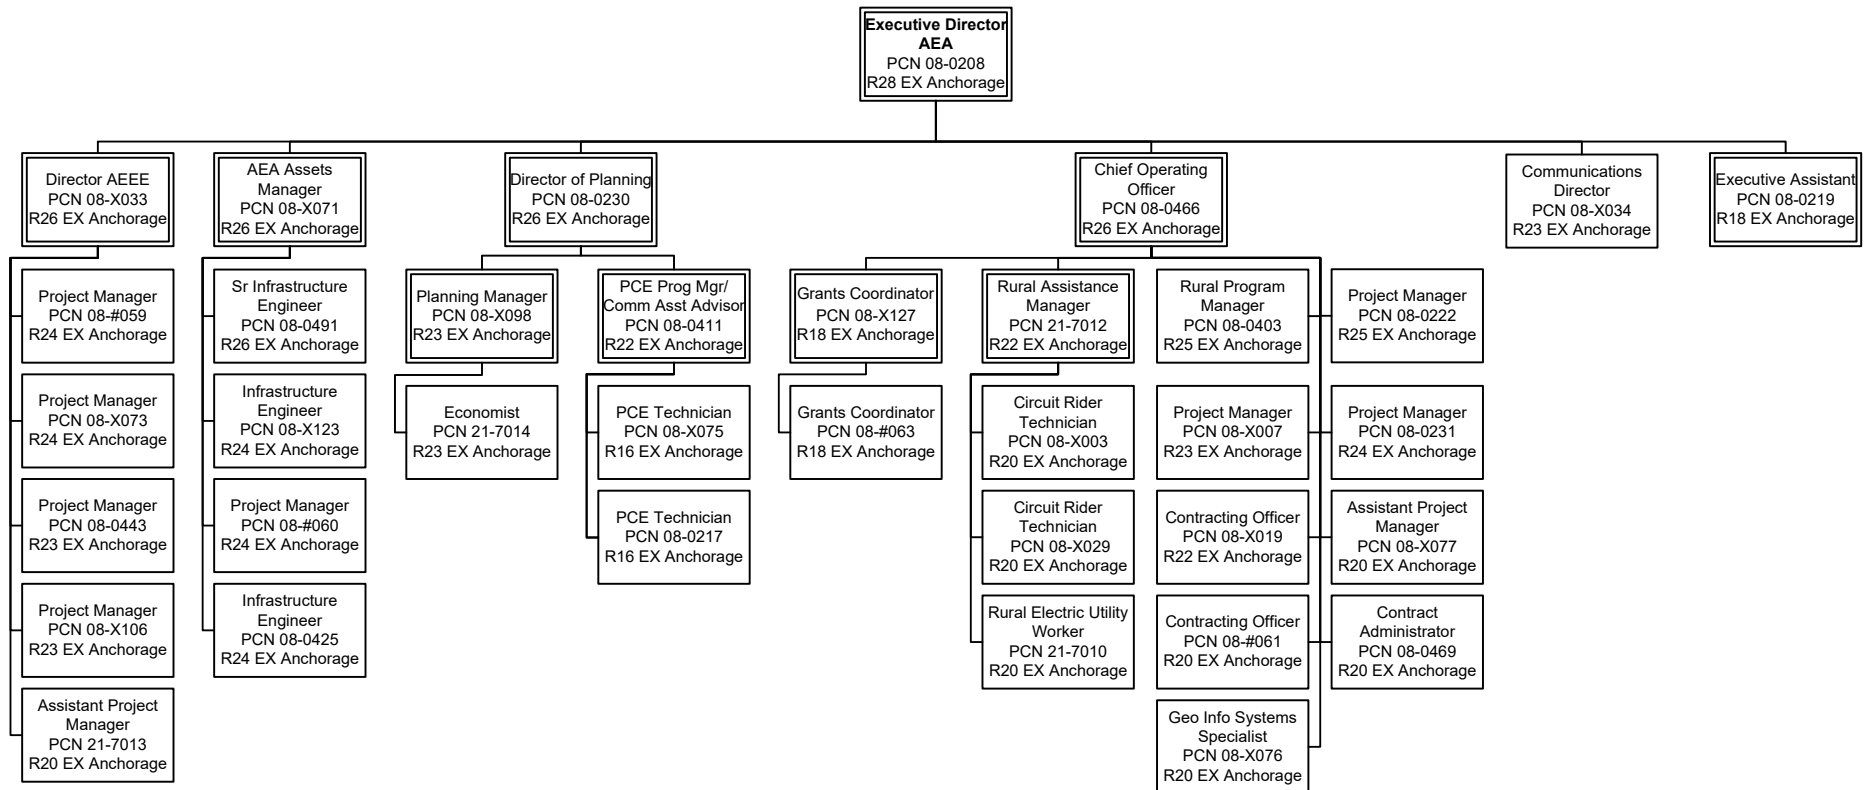 Executive Director
AEA
PCN 08-0208
R28 EX Anchorage
Director AEEE
PCN 08-X033
R26 EX Anchorage
AEA Assets
Manager
PCN 08-X071
R26 EX Anchorage
Director of Planning
PCN 08-0230
R26 EX Anchorage
Chief Operating
Officer
PCN 08-0466
R26 EX Anchorage
Communications
Director
PCN 08-X034
R23 EX Anchorage
Executive Assistant
PCN 08-0219
R18 EX Anchorage
Project Manager
PCN 08-#059
R24 EX Anchorage
Project Manager
PCN 08-X073
R24 EX Anchorage
Project Manager
PCN 08-0443
R23 EX Anchorage
Project Manager
PCN 08-X106
R23 EX Anchorage
Assistant Project
Manager
PCN 21-7013
R20 EX Anchorage
Sr Infrastructure
Engineer
PCN 08-0491
R26 EX Anchorage
Infrastructure
Engineer
PCN 08-X123
R24 EX Anchorage
Project Manager
PCN 08-#060
R24 EX Anchorage
Infrastructure
Engineer
PCN 08-0425
R24 EX Anchorage
Planning Manager
PCN 08-X098
R23 EX Anchorage
Economist
PCN 21-7014
R23 EX Anchorage
PCE Prog Mgr/
Comm Asst Advisor
PCN 08-0411
R22 EX Anchorage
PCE Technician
PCN 08-X075
R16 EX Anchorage
PCE Technician
PCN 08-0217
R16 EX Anchorage
Grants Coordinator
PCN 08-X127
R18 EX Anchorage
Grants Coordinator
PCN 08-#063
R18 EX Anchorage
Rural Assistance
Manager
PCN 21-7012
R22 EX Anchorage
Circuit Rider
Technician
PCN 08-X003
R20 EX Anchorage
Circuit Rider
Technician
PCN 08-X029
R20 EX Anchorage
Rural Electric Utility
Worker
PCN 21-7010
R20 EX Anchorage
Rural Program
Manager
PCN 08-0403
R25 EX Anchorage
Project Manager
PCN 08-X007
R23 EX Anchorage
Contracting Officer
PCN 08-X019
R22 EX Anchorage
Contracting Officer
PCN 08-#061
R20 EX Anchorage
Geo Info Systems
Specialist
PCN 08-X076
R20 EX Anchorage
Project Manager
PCN 08-0222
R25 EX Anchorage
Project Manager
PCN 08-0231
R24 EX Anchorage
Assistant Project
Manager
PCN 08-X077
R20 EX Anchorage
Contract
Administrator
PCN 08-0469
R20 EX Anchorage